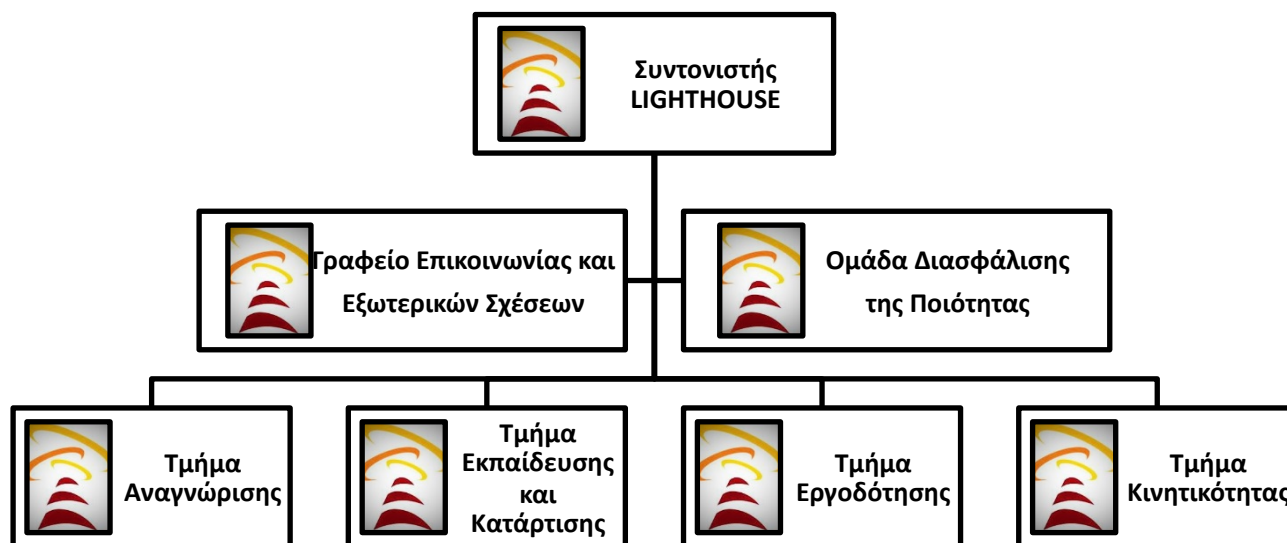 Συντονιστής
LIGHTHOUSE
Γραφείο Επικοινωνίας και
Εξωτερικών Σχέσεων
Ομάδα Διασφάλισης
της Ποιότητας
Τμήμα
Αναγνώρισης
Τμήμα
Εκπαίδευσης
και
Κατάρτισης
Τμήμα
Εργοδότησης
Τμήμα
Κινητικότητας